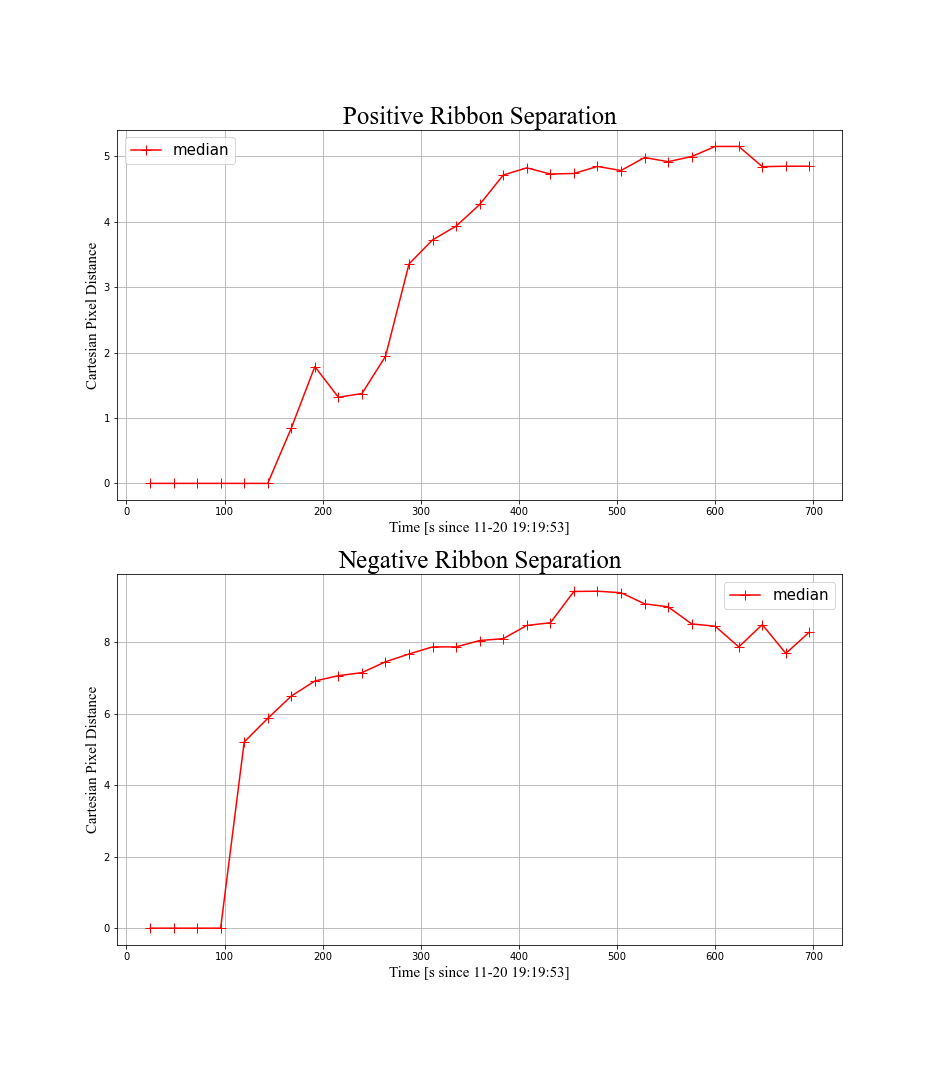 Positive Ribbon Separation
median
Cartesian Pixel Distance
5
4
3
2
1
0
0 100 200 300 400 500 600 700
Time [s since 11-20 19:19:53]
Negative Ribbon Separation
median
Cartesian Pixel Distance
8
6
4
2
0
0 100 200 300 400 500 600 700
Time [s since 11-20 19:19:53]